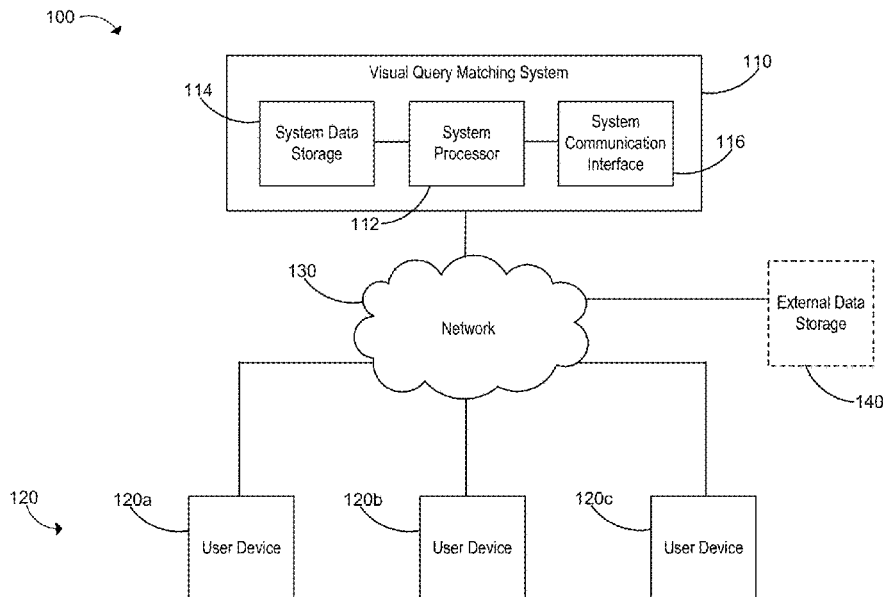 100
Visual Query Matching System
110
114
System Data
Storage
System
Processor
System
Communication
Interface
116
112
130
Network
External Data
Storage
140
120
120a
User Device
120b
User Device
120c
User Device